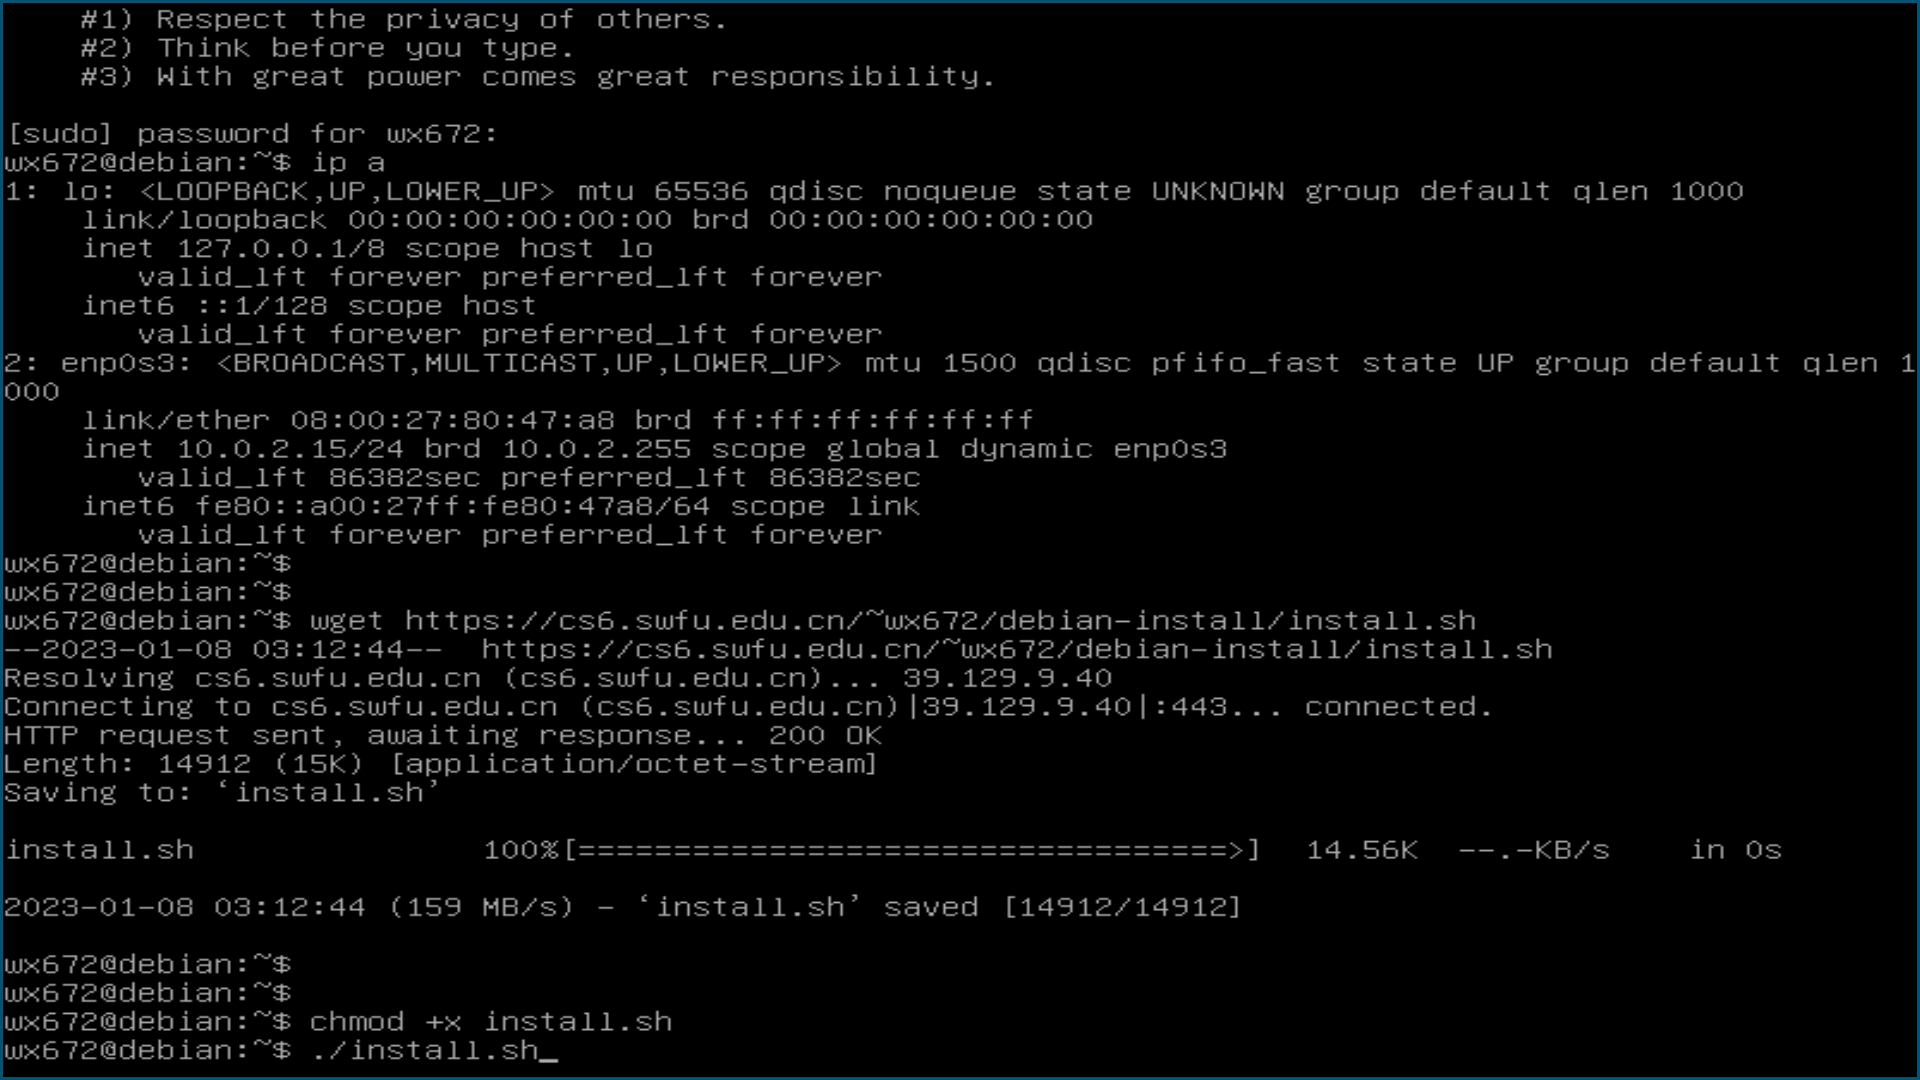 #1) Respect the privacy of others.
#2) Think before you type.
#3) With great power comes great responsibility.
[sudo] password for wx672:
wx672@debian:~$ ip a
1: lo: <LOOPBACK,UP,LOWER_UP> mtu 65536 qdisc noqueue state UNKNOWN group default qlen 1000
link/loopback 00:00:00:00:00:00 brd 00:00:00:00:00:00
inet 127.0.0.1/8 scope host lo
valid_lft forever preferred_lft forever
inet6 ::1/128 scope host
valid_lft forever preferred_lft forever
2: enp0s3: <BROADCAST,MULTICAST,UP,LOWER_UP> mtu 1500 qdisc pfifo_fast state UP group default qlen 1
000
link/ether 08:00:27:80:47:a8 brd ff:ff:ff:ff:ff:ff
inet 10.0.2.15/24 brd 10.0.2.255 scope global dynamic enp0s3
valid_lft 86382sec preferred_lft 86382sec
inet6 fe80::a00:27ff:fe80:47a8/64 scope link
valid_lft forever preferred_lft forever
wx672@debian:~$
wx672@debian:~$
wx672@debian:~$ wget https://cs6.swfu.edu.cn/~wx672/debian-install/install.sh
--2023-01-08 03:12:44--  https://cs6.swfu.edu.cn/~wx672/debian-install/install.sh
Resolving cs6.swfu.edu.cn (cs6.swfu.edu.cn)... 39.129.9.40
Connecting to cs6.swfu.edu.cn (cs6.swfu.edu.cn)|39.129.9.40|:443... connected.
HTTP request sent, awaiting response... 200 OK
Length: 14912 (15K) [application/octet-stream]
Saving to: ‘install.sh’
install.sh 100%[==================================>] 14.56K --.-KB/s in 0s
2023-01-08 03:12:44 (159 MB/s) - ‘install.sh’ saved [14912/14912]
wx672@debian:~$
wx672@debian:~$
wx672@debian:~$ chmod +x install.sh
wx672@debian:~$ ./install.sh_